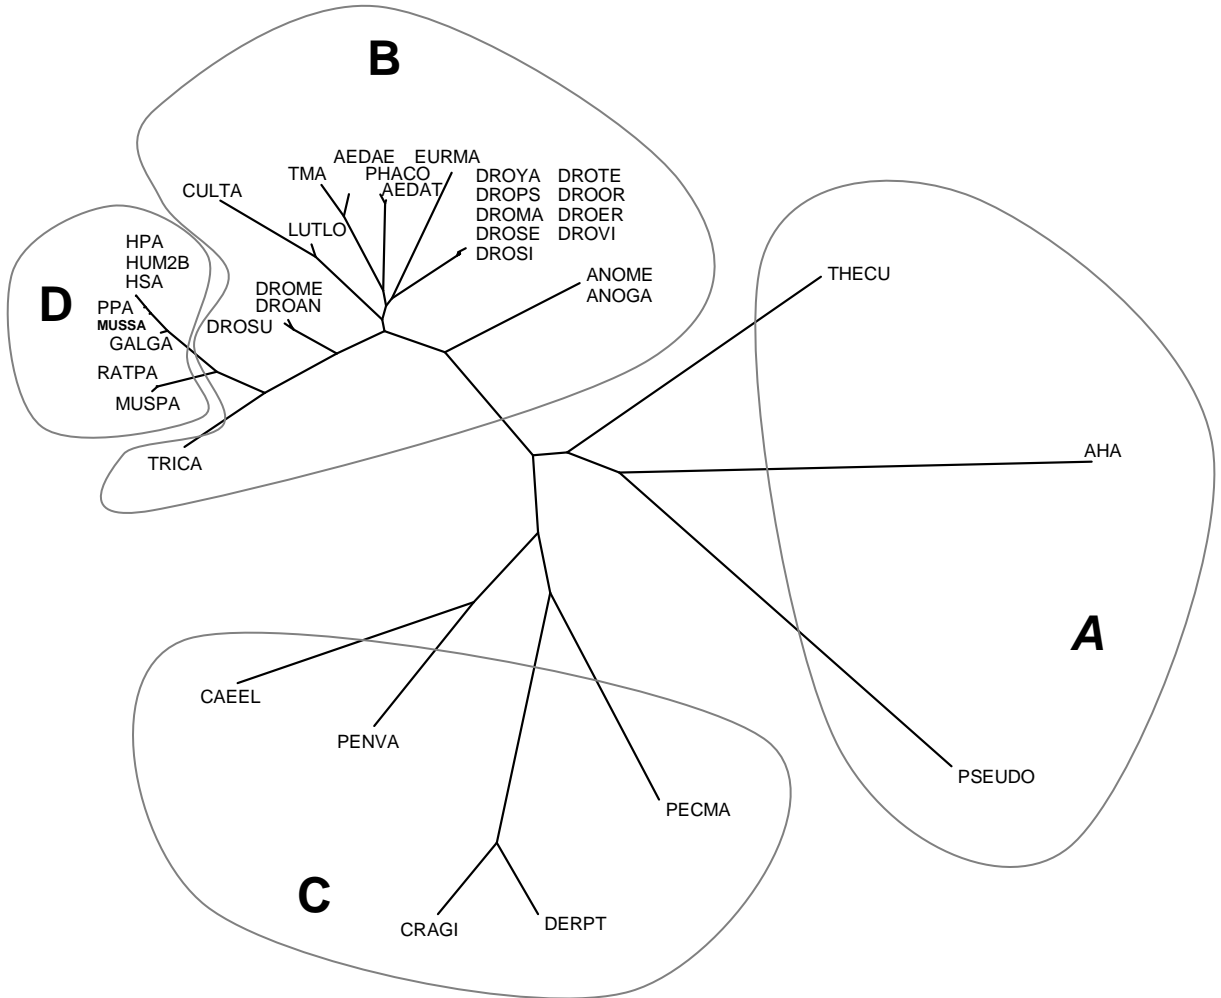 B
AEDAE EURMA
TMA PHACO
AEDAT
DROYA DROTE
DROPS DROOR
DROMA DROER
DROSE DROVI
DROSI
CULTA
LUTLO
HPA
HUM2B
HSA
D
PPA
MUSSA
GALGA
RATPA
MUSPA
DROME
DROAN
DROSU
ANOME
ANOGA
THECU
TRICA
AHA
A
CAEEL
PENVA
PSEUDO
PECMA
C
CRAGI
DERPT